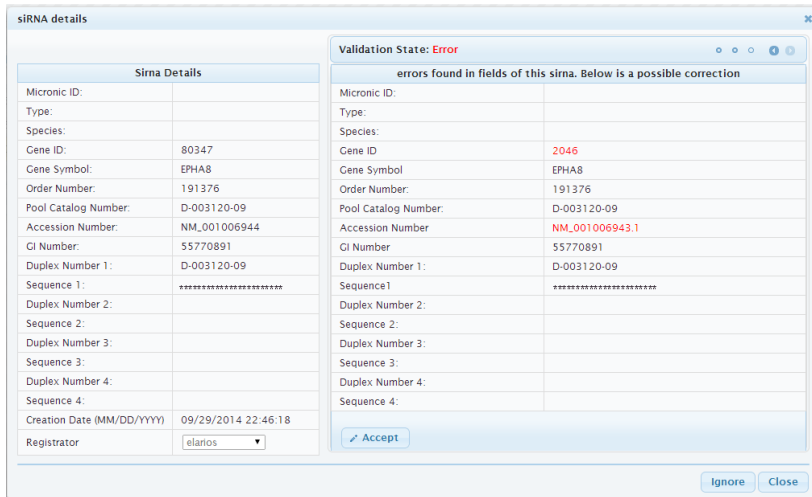 siRNA details
Sirna Details
Micronic ID:
Type:
Species:
Gene ID: 80347
Gene Symbol: EPHA8
Order Number: 191376
Pool Catalog Number: D-003120-09
Accession Number: NM_001006944
GI Number: 55770891
Duplex Number 1: D-003120-09
Sequence 1: ***********************
Duplex Number 2:
Sequence 2:
Duplex Number 3:
Sequence 3:
Duplex Number 4:
Sequence 4:
Creation Date (MM/DD/YYYY) 09/29/2014 22:46:18
Registrator elarios
Validation State: Error
errors found in fields of this sirna. Below is a possible correction
Micronic ID:
Type:
Species:
Gene ID 2046
Gene Symbol EPHA8
Order Number: 191376
Pool Catalog Number: D-003120-09
Accession Number NM_001006943.1
GI Number 55770891
Duplex Number 1: D-003120-09
Sequence1 ***********************
Duplex Number 2:
Sequence 2:
Duplex Number 3:
Sequence 3:
Duplex Number 4:
Sequence 4:
Accept
Ignore Close